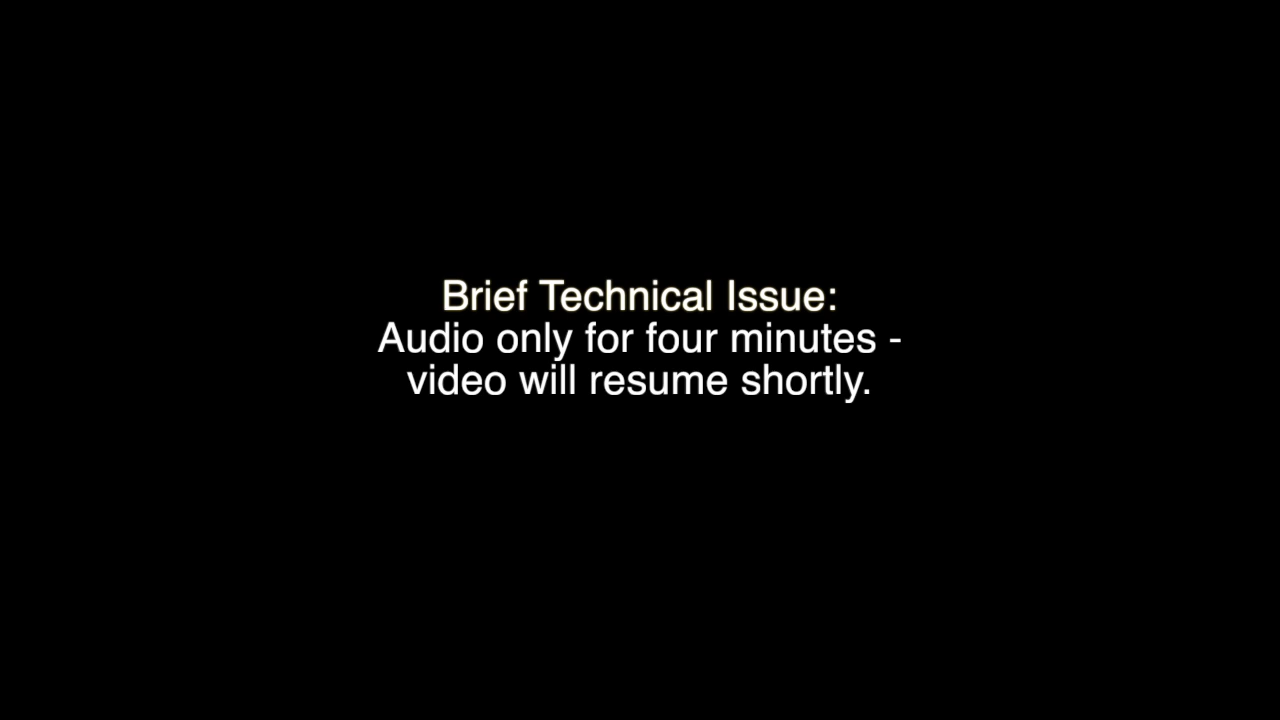 Brief Technical Issue:
Audio only for four minutes -
video will resume shortly.